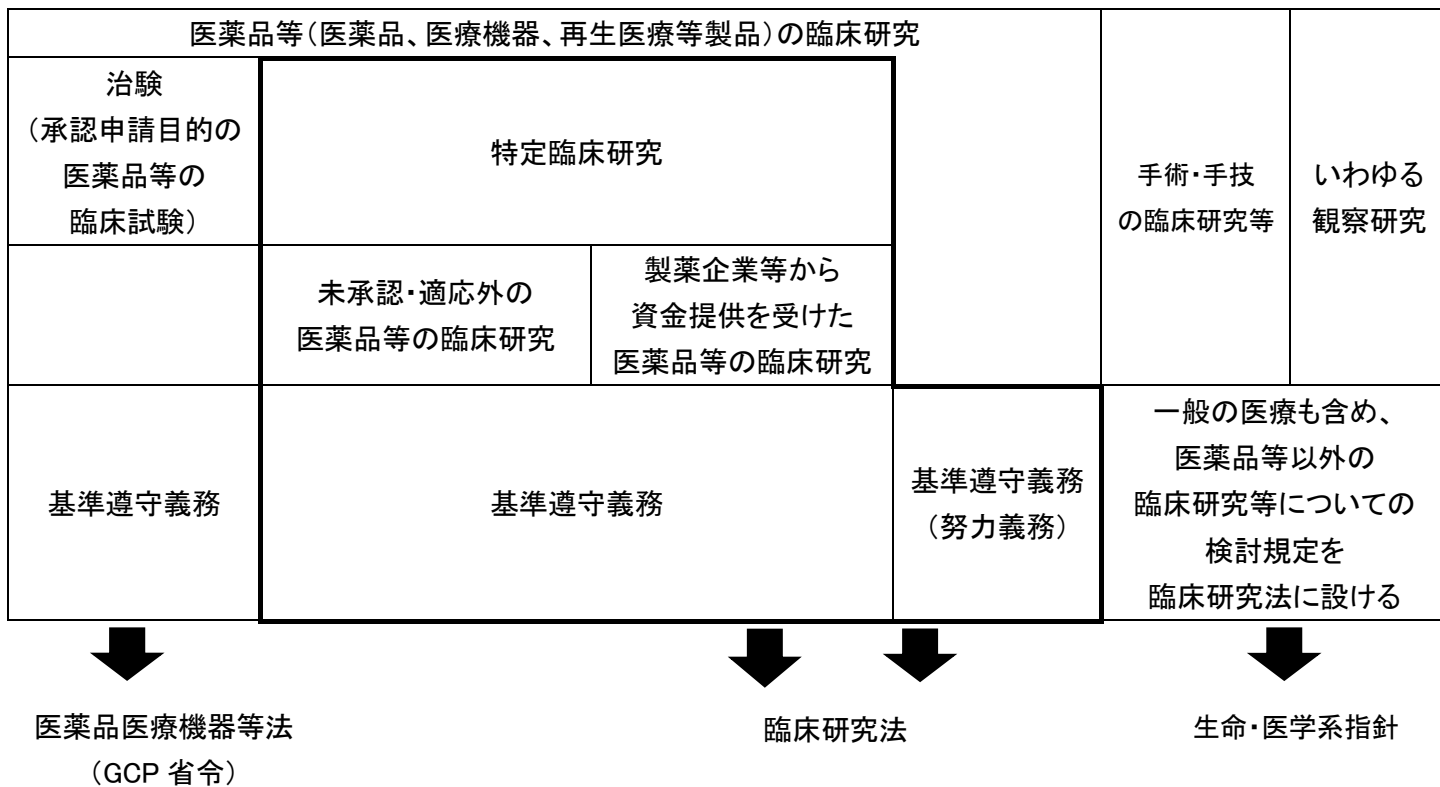 医薬品等(医薬品、医療機器、再生医療等製品)の臨床研究
治験
(承認申請目的の
医薬品等の
臨床試験)
特定臨床研究
手術・手技
の臨床研究等
いわゆる
観察研究
未承認・適応外の
医薬品等の臨床研究
製薬企業等から
資金提供を受けた
医薬品等の臨床研究
基準遵守義務
基準遵守義務
基準遵守義務
(努力義務)
一般の医療も含め、
医薬品等以外の
臨床研究等についての
検討規定を
臨床研究法に設ける
医薬品医療機器等法
(GCP 省令)
臨床研究法
生命・医学系指針